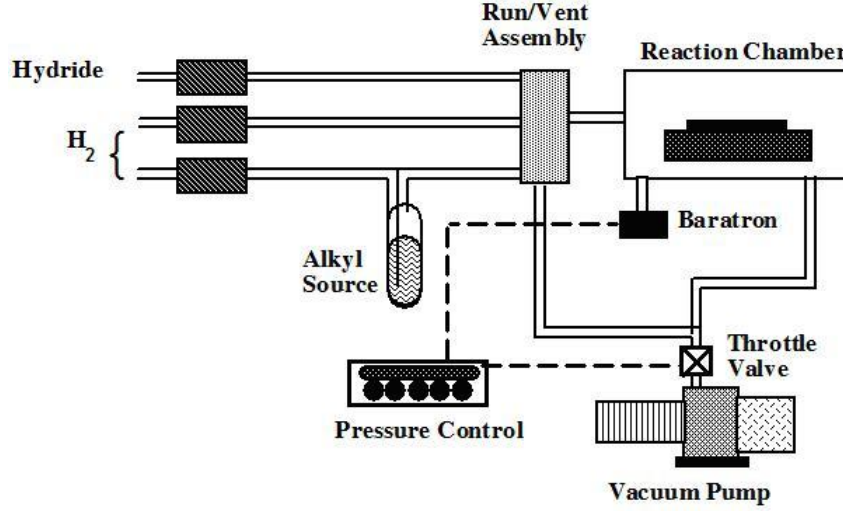 Run/Vent
Assembly
Reaction Chamber
Hydride
H2
{
Baratron
Alkyl
Source
Throttle
Valve
Pressure Control
Vacuum Pump